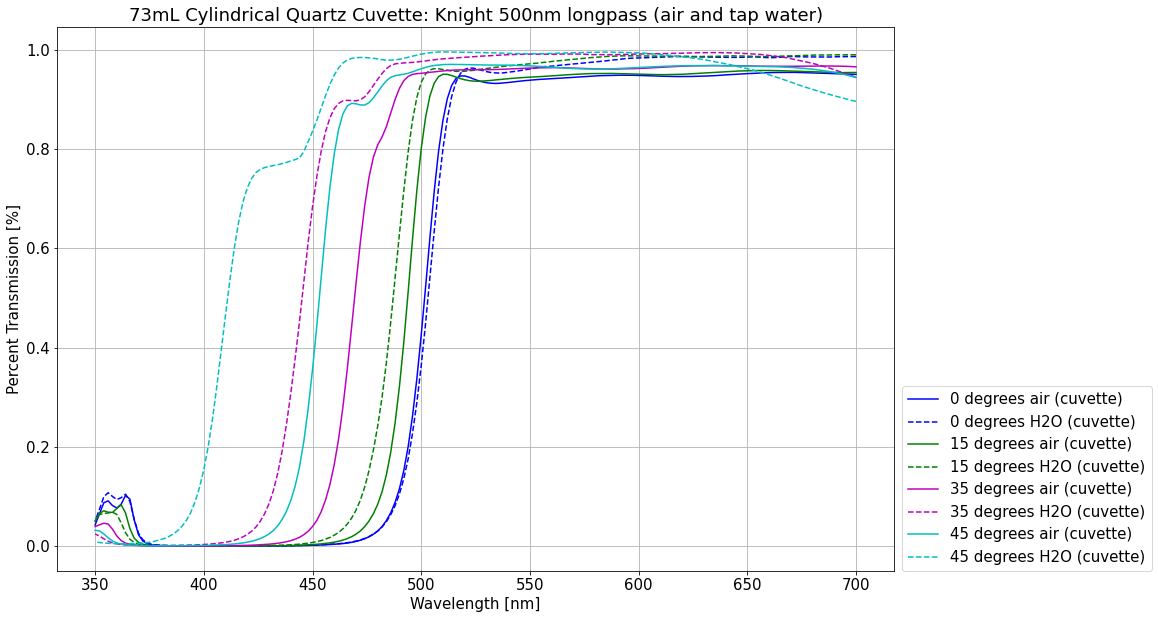 73mL Cylindrical Quartz Cuvette: Knight 500nm longpass (air and tap water)
Percent Transmission [%]
1.0
0.8
0.6
0.4
0.2
0.0
350 400 450 500 550 600 650 700
Wavelength [nm]
0 degrees air (cuvette)
0 degrees H2O (cuvette)
15 degrees air (cuvette)
15 degrees H2O (cuvette)
35 degrees air (cuvette)
35 degrees H2O (cuvette)
45 degrees air (cuvette)
45 degrees H2O (cuvette)